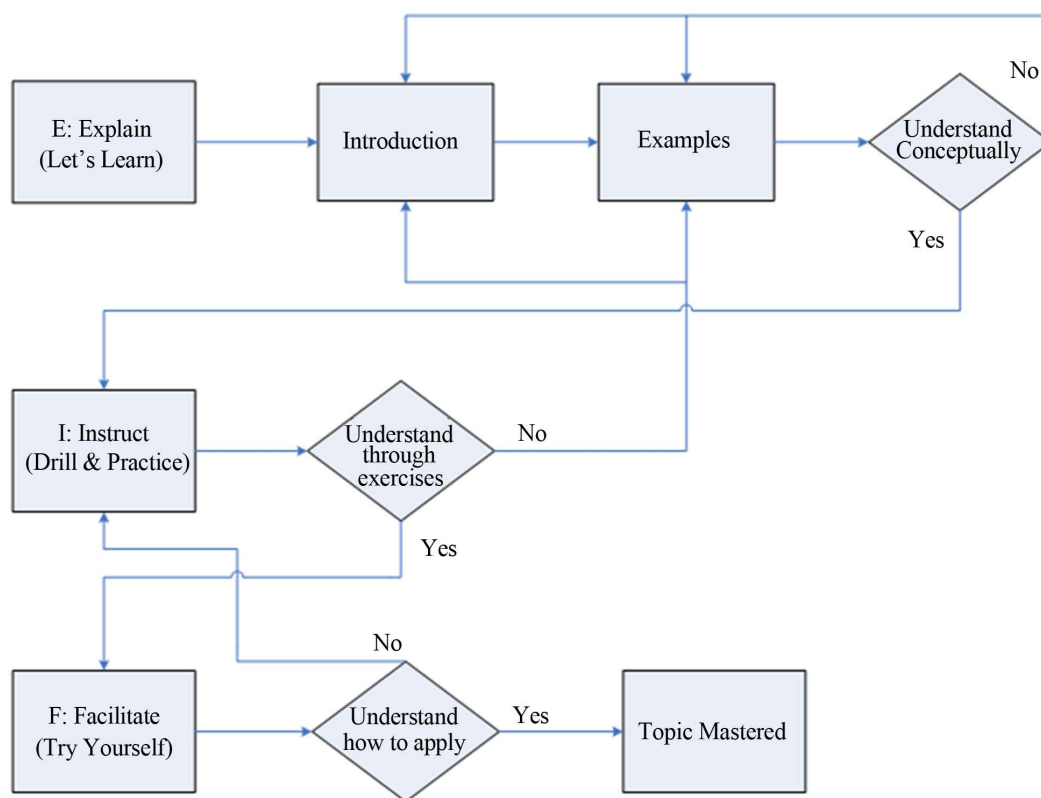 No
E: Explain
(Let’s Learn)
Introduction
Examples
Understand
Conceptually
Yes
I: Instruct
(Drill & Practice)
Understand
through
exercises
No
Yes
No
F: Facilitate
(Try Yourself)
Understand
how to apply
Yes
Topic Mastered